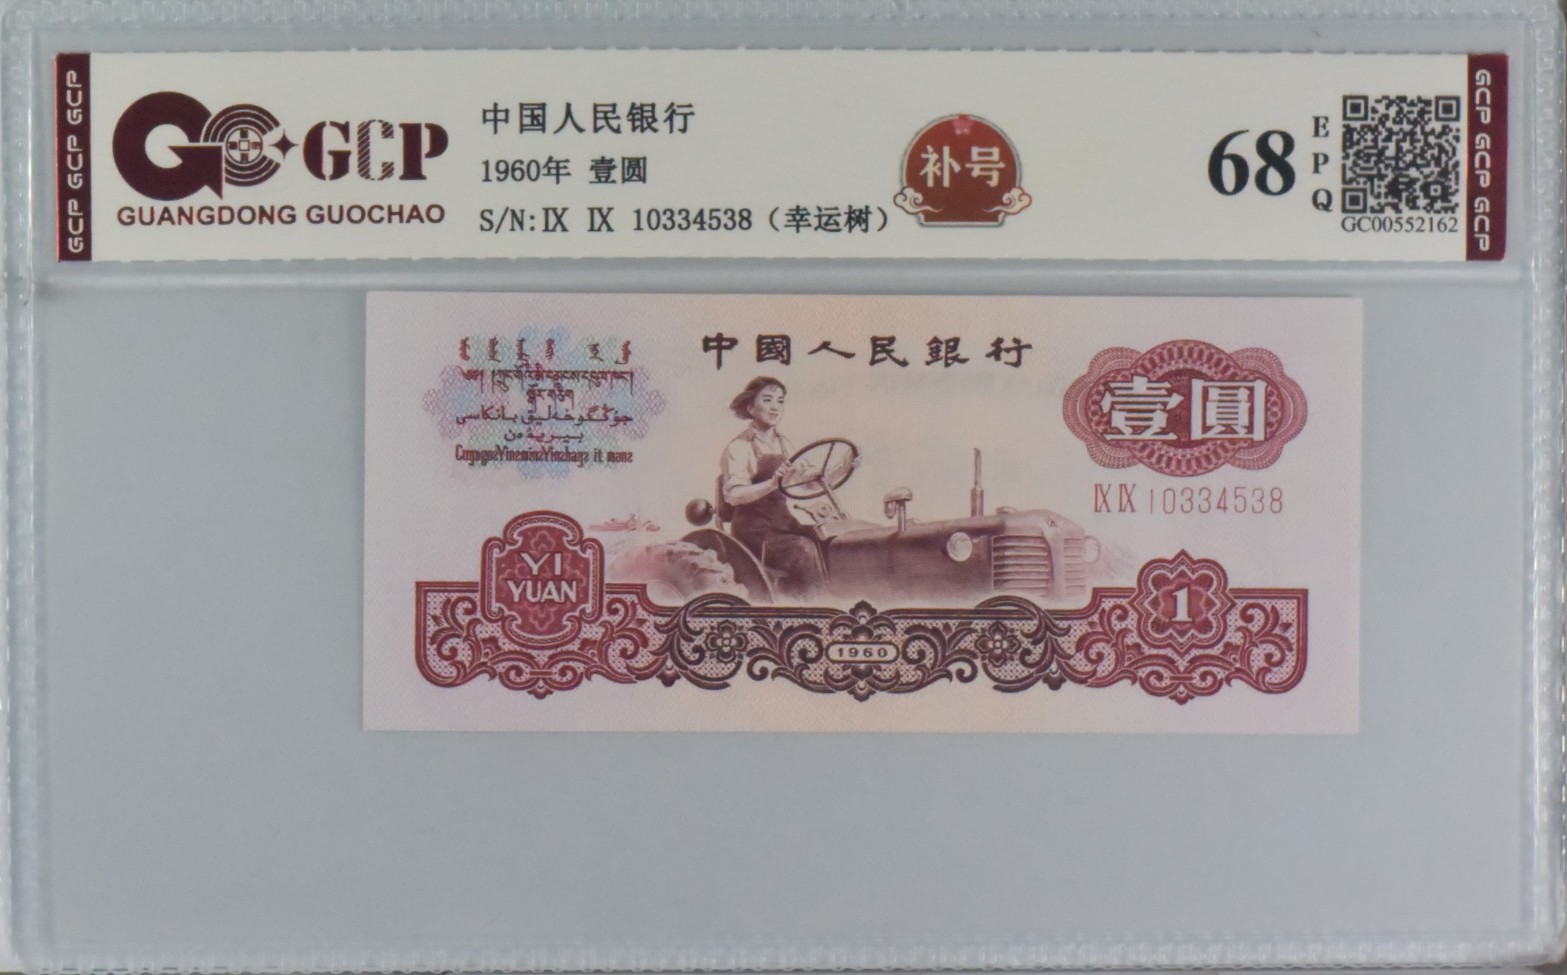 GCP GCP GCP
GCP
GUANGDONG GUOCHAO
中国人民银行
1960年 壹圆
S/N:Ⅸ Ⅸ 10334538（幸运树）
补号
68
EPQ
GC00552162
GCP GCP GCP
中國人民銀行
壹圓
ⅨⅨ10334538
YI
YUAN
1960
1